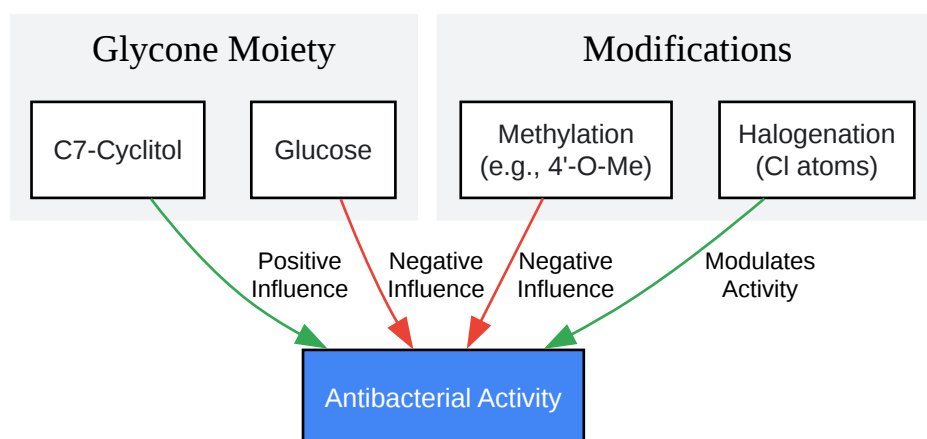 Glycone Moiety
Modifications
C7-Cyclitol
Glucose
Methylation
(e.g., 4'-O-Me)
Halogenation
(Cl atoms)
Positive
Influence
Negative
Influence
Negative
Influence
Modulates
Activity
Antibacterial Activity